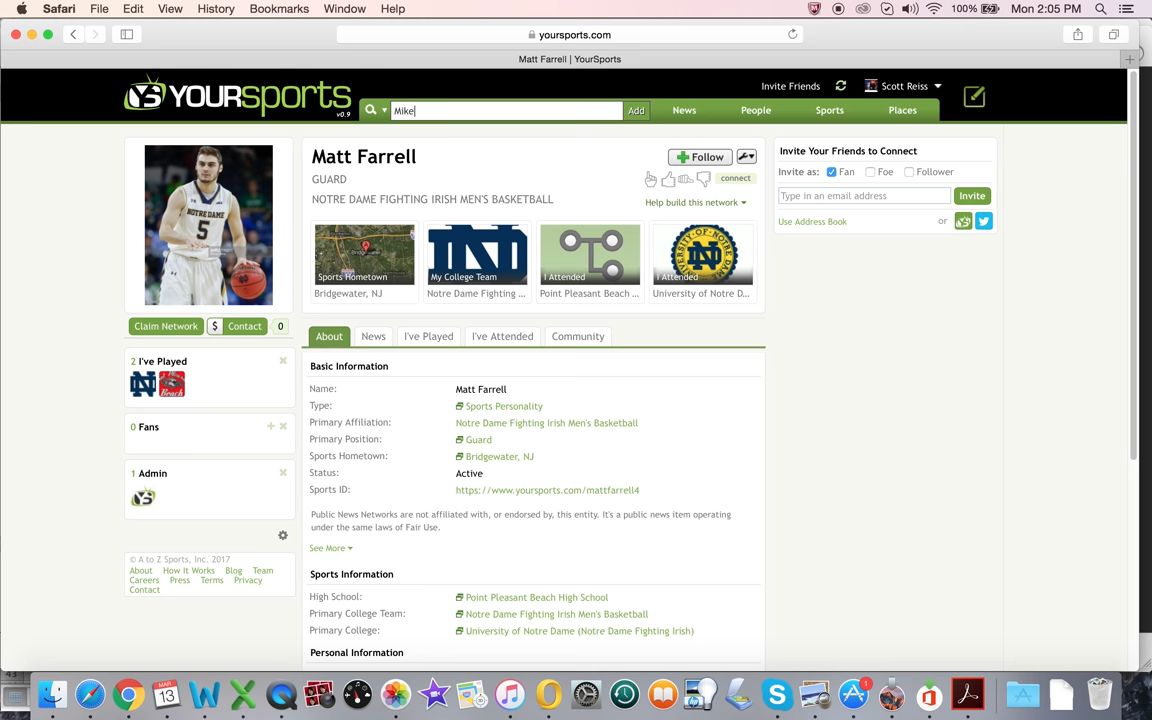 Safari File Edit View History Bookmarks Window Help 100% Mon 2:05 PM
yoursports.com
Matt Farrell | YourSports
YOURsports v0.9
Invite Friends Scott Reiss
Mike Add News People Sports Places
Matt Farrell
Follow
GUARD
connect
NOTRE DAME FIGHTING IRISH MEN'S BASKETBALL
Help build this network
Sports Hometown My College Team I Attended I Attended
Bridgewater, NJ Notre Dame Fighting ... Point Pleasant Beach ... University of Notre D...
Invite Your Friends to Connect
Invite as: Fan Foe Follower
Type in an email address Invite
Use Address Book or
NOTRE DAME
5
Claim Network $ Contact 0
2 I've Played
0 Fans
1 Admin
© A to Z Sports, Inc. 2017
About How It Works Blog Team
Careers Press Terms Privacy
Contact
About News I've Played I've Attended Community
Basic Information
Name: Matt Farrell
Type: Sports Personality
Primary Affiliation: Notre Dame Fighting Irish Men's Basketball
Primary Position: Guard
Sports Hometown: Bridgewater, NJ
Status: Active
Sports ID: https://www.yoursports.com/mattfarrell4
Public News Networks are not affiliated with, or endorsed by, this entity. It's a public news item operating
under the same laws of Fair Use.
See More
Sports Information
High School: Point Pleasant Beach High School
Primary College Team: Notre Dame Fighting Irish Men's Basketball
Primary College: University of Notre Dame (Notre Dame Fighting Irish)
Personal Information
MAR
13
1